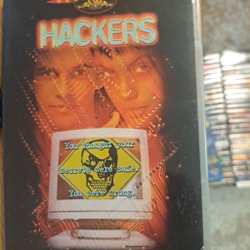 HACKERS
You thought your
Secrets were safe.
You were wrong.